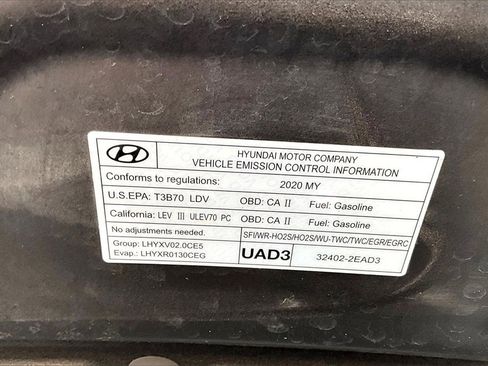 HYUNDAI MOTOR COMPANY
VEHICLE EMISSION CONTROL INFORMATION
Conforms to regulations: 2020 MY
U.S.EPA: T3B70 LDV OBD: CA II Fuel: Gasoline
California: LEV III ULEV70 PC OBD: CA II Fuel: Gasoline
No adjustments needed. SFI/WR-HO2S/HO2S/WU-TWC/TWC/EGR/EGRC
Group: LHYXV02.0CE5
Evap.: LHYXR0130CEG
UAD3 32402-2EAD3